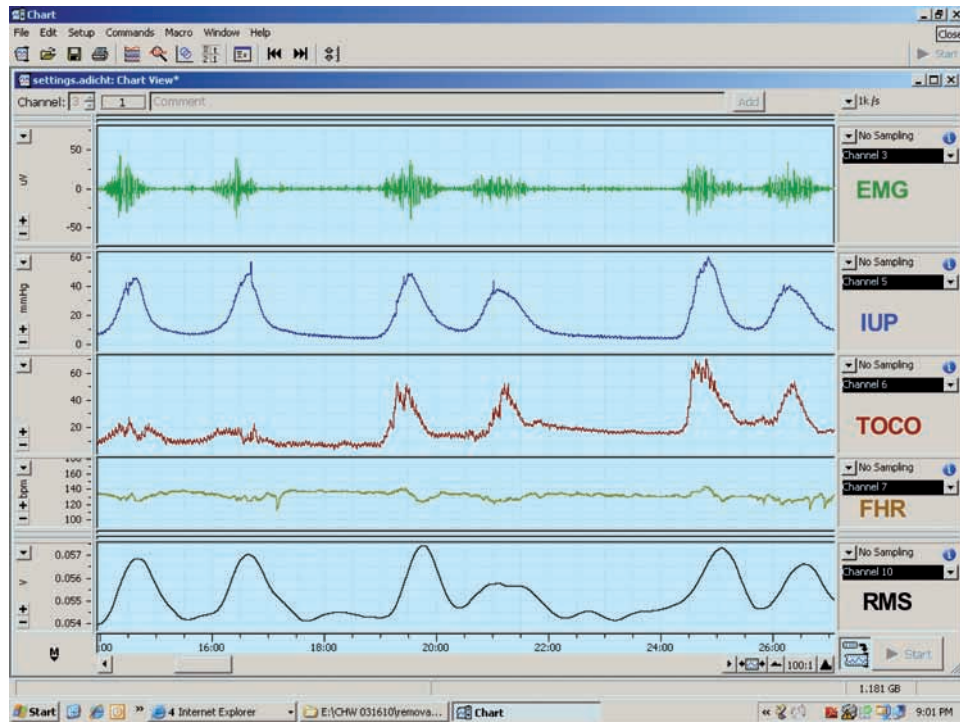 Chart
File Edit Setup Commands Macro Window Help
Close
Start
settings.adicht: Chart View*
Channel: 3 1 Comment Add 1k/s
No Sampling
Channel 3
EMG
50
0
-50
uV
No Sampling
Channel 5
IUP
60
40
20
0
mmHg
No Sampling
Channel 6
TOCO
60
40
20
No Sampling
Channel 7
FHR
160
140
120
100
bpm
No Sampling
Channel 10
RMS
0.057
0.056
0.055
0.054
V
M
:00 16:00 18:00 20:00 22:00 24:00 26:00
100:1
Start
1.181 GB
Start 4 Internet Explorer E:\CHW 031610\remova... Chart 9:01 PM